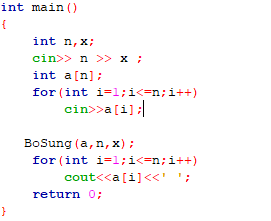 int main()
{
int n,x;
cin>> n >> x ;
int a[n];
for(int i=1;i<=n;i++)
cin>>a[i];
BoSung(a,n,x);
for(int i=1;i<=n;i++)
cout<<a[i]<<' ';
return 0;
}